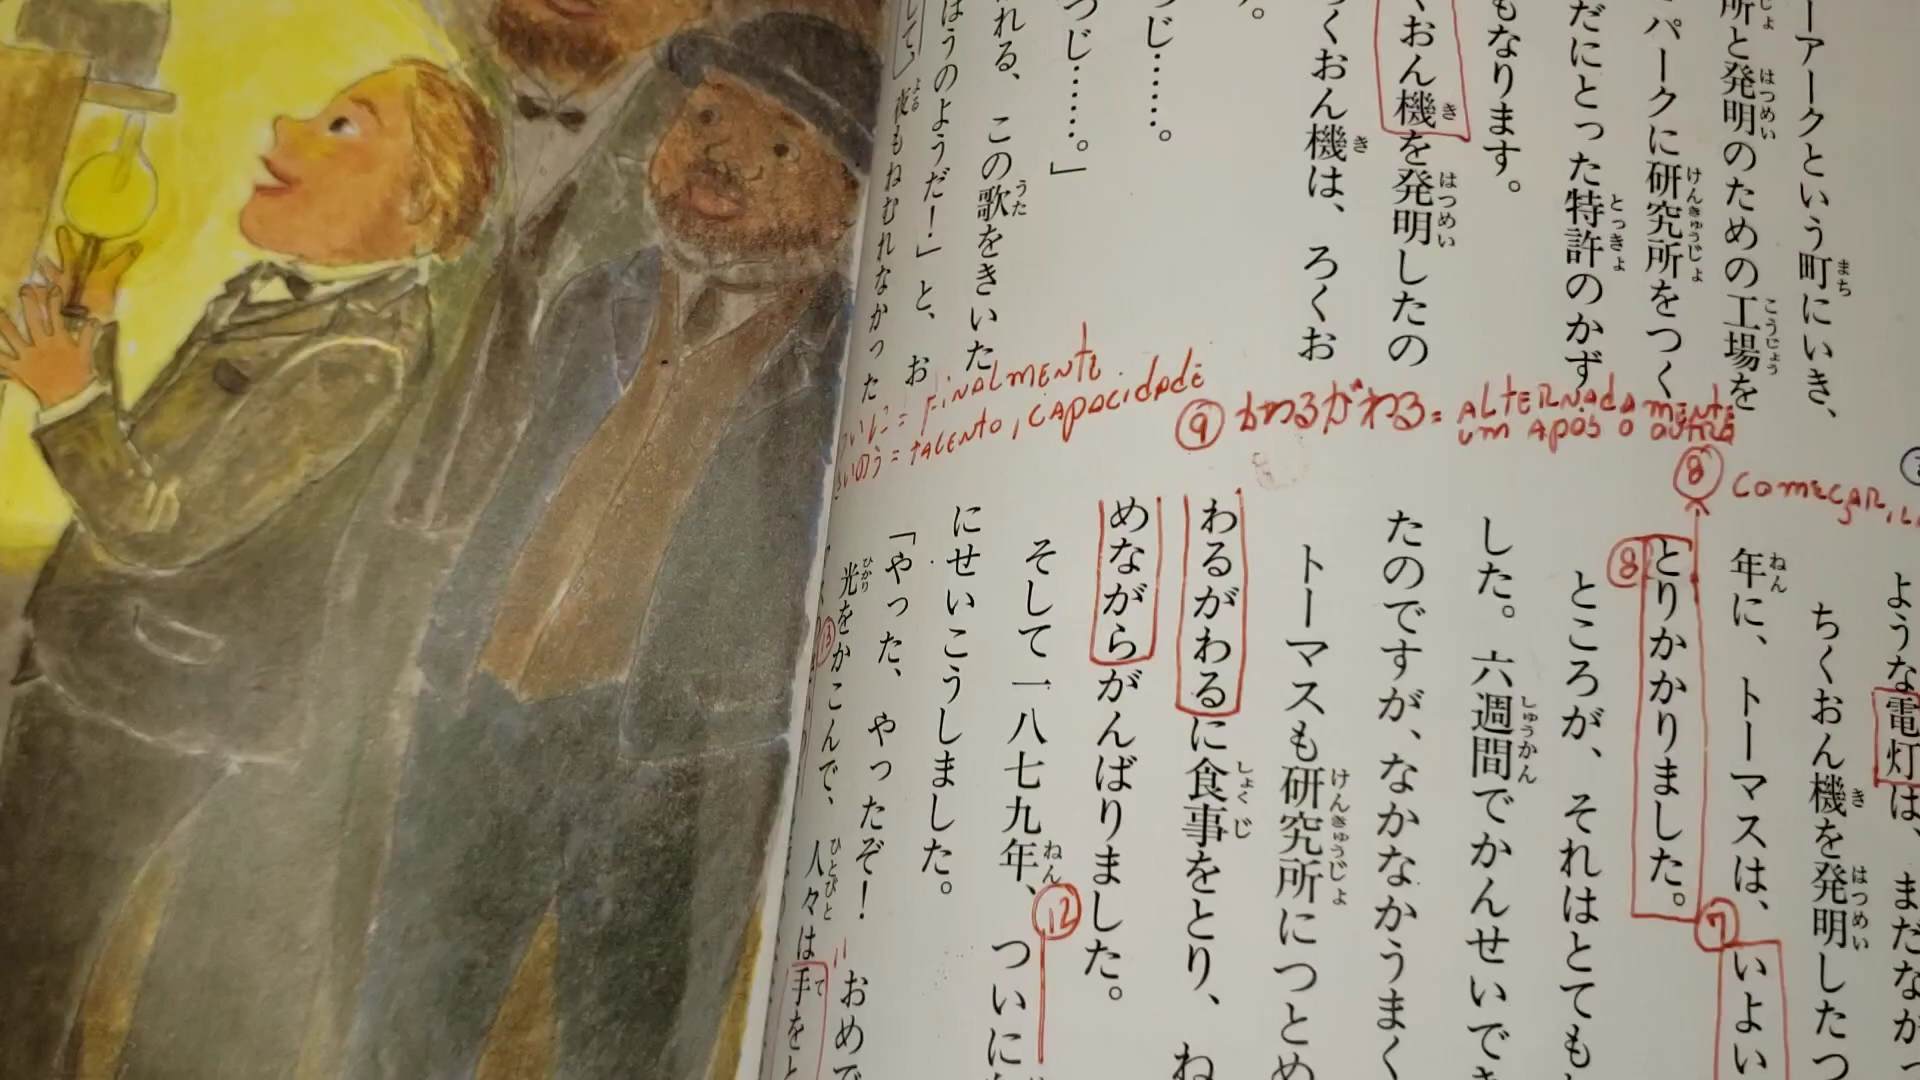 ーアークという町にいき、
所と発明のための工場を
パークに研究所をつく
だにとった特許のかず
もなります。
くおん機を発明したの
ろくおん機は、ろくお
つじ……。
つじ……。」
れる、この歌をきいた
ほうのようだ!」と、お
して、夜もねむれなかった
ついに = FINALMENTE
さいのう = TALENTO, CAPACIDADE
⑨ かわるがわる = ALTERNADAMENTE
UM APÓS O OUTRO
⑧ COMEÇAR,
ような電灯は、まだなかっ
ちくおん機を発明したつ
⑦ いよい
年に、トーマスは、
⑧ とりかかりました。
ところが、それはとても
した。六週間でかんせいでき
たのですが、なかなかうまく
トーマスも研究所につとめ
わるがわるに食事をとり、ね
めながらがんばりました。
そして一八七九年、⑫ ついに
にせいこうしました。
「やった、やったぞ! おめで
光をかこんで、人々は手をと
⑬